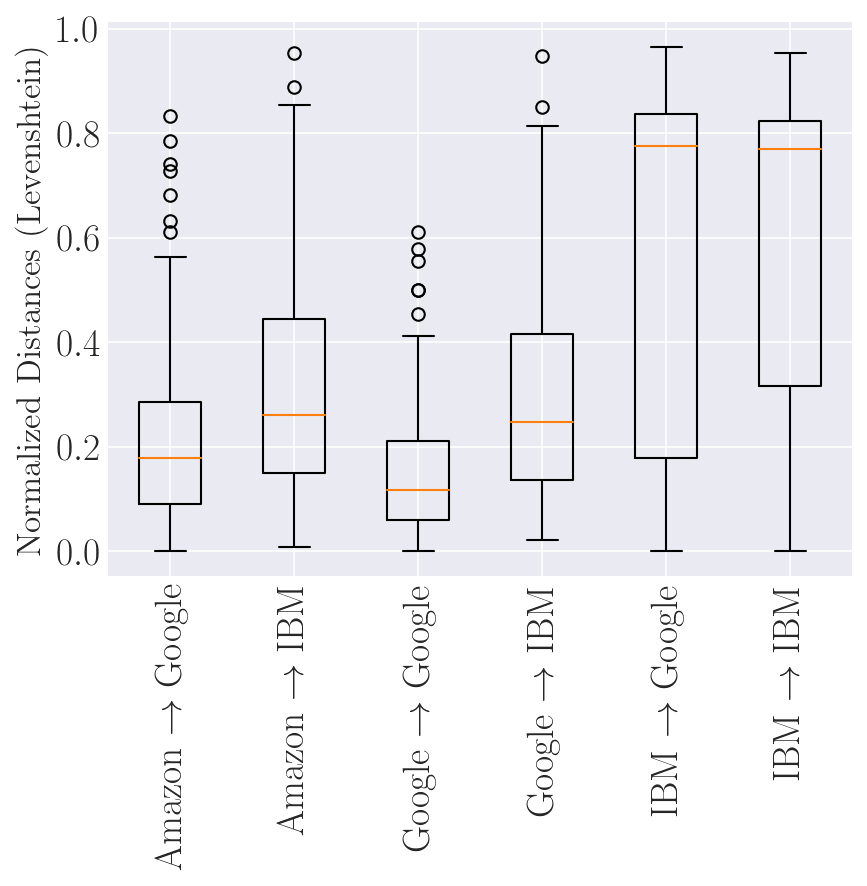 Normalized Distances (Levenshtein)
1.0
0.8
0.6
0.4
0.2
0.0
Amazon → Google
Amazon → IBM
Google → Google
Google → IBM
IBM → Google
IBM → IBM